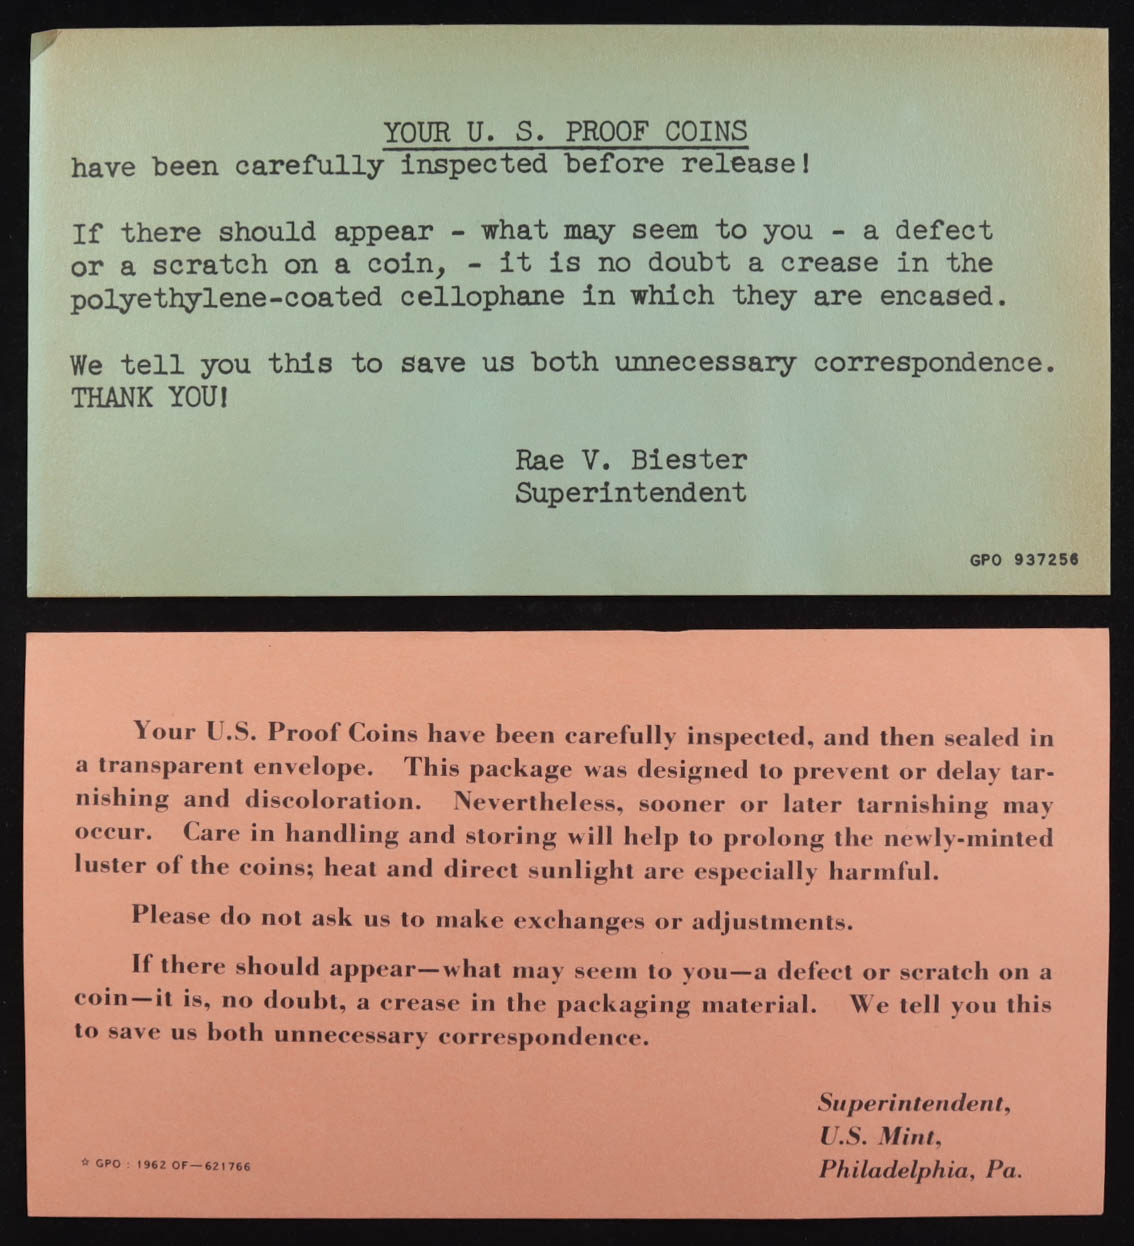 YOUR U. S. PROOF COINS
have been carefully inspected before release!
If there should appear - what may seem to you - a defect
or a scratch on a coin, - it is no doubt a crease in the
polyethylene-coated cellophane in which they are encased.
We tell you this to save us both unnecessary correspondence.
THANK YOU!
Rae V. Biester
Superintendent
GPO 937256
Your U.S. Proof Coins have been carefully inspected, and then sealed in
a transparent envelope. This package was designed to prevent or delay tar-
nishing and discoloration. Nevertheless, sooner or later tarnishing may
occur. Care in handling and storing will help to prolong the newly-minted
luster of the coins; heat and direct sunlight are especially harmful.
Please do not ask us to make exchanges or adjustments.
If there should appear—what may seem to you—a defect or scratch on a
coin—it is, no doubt, a crease in the packaging material. We tell you this
to save us both unnecessary correspondence.
Superintendent,
U.S. Mint,
Philadelphia, Pa.
☆ GPO : 1962 OF—621766